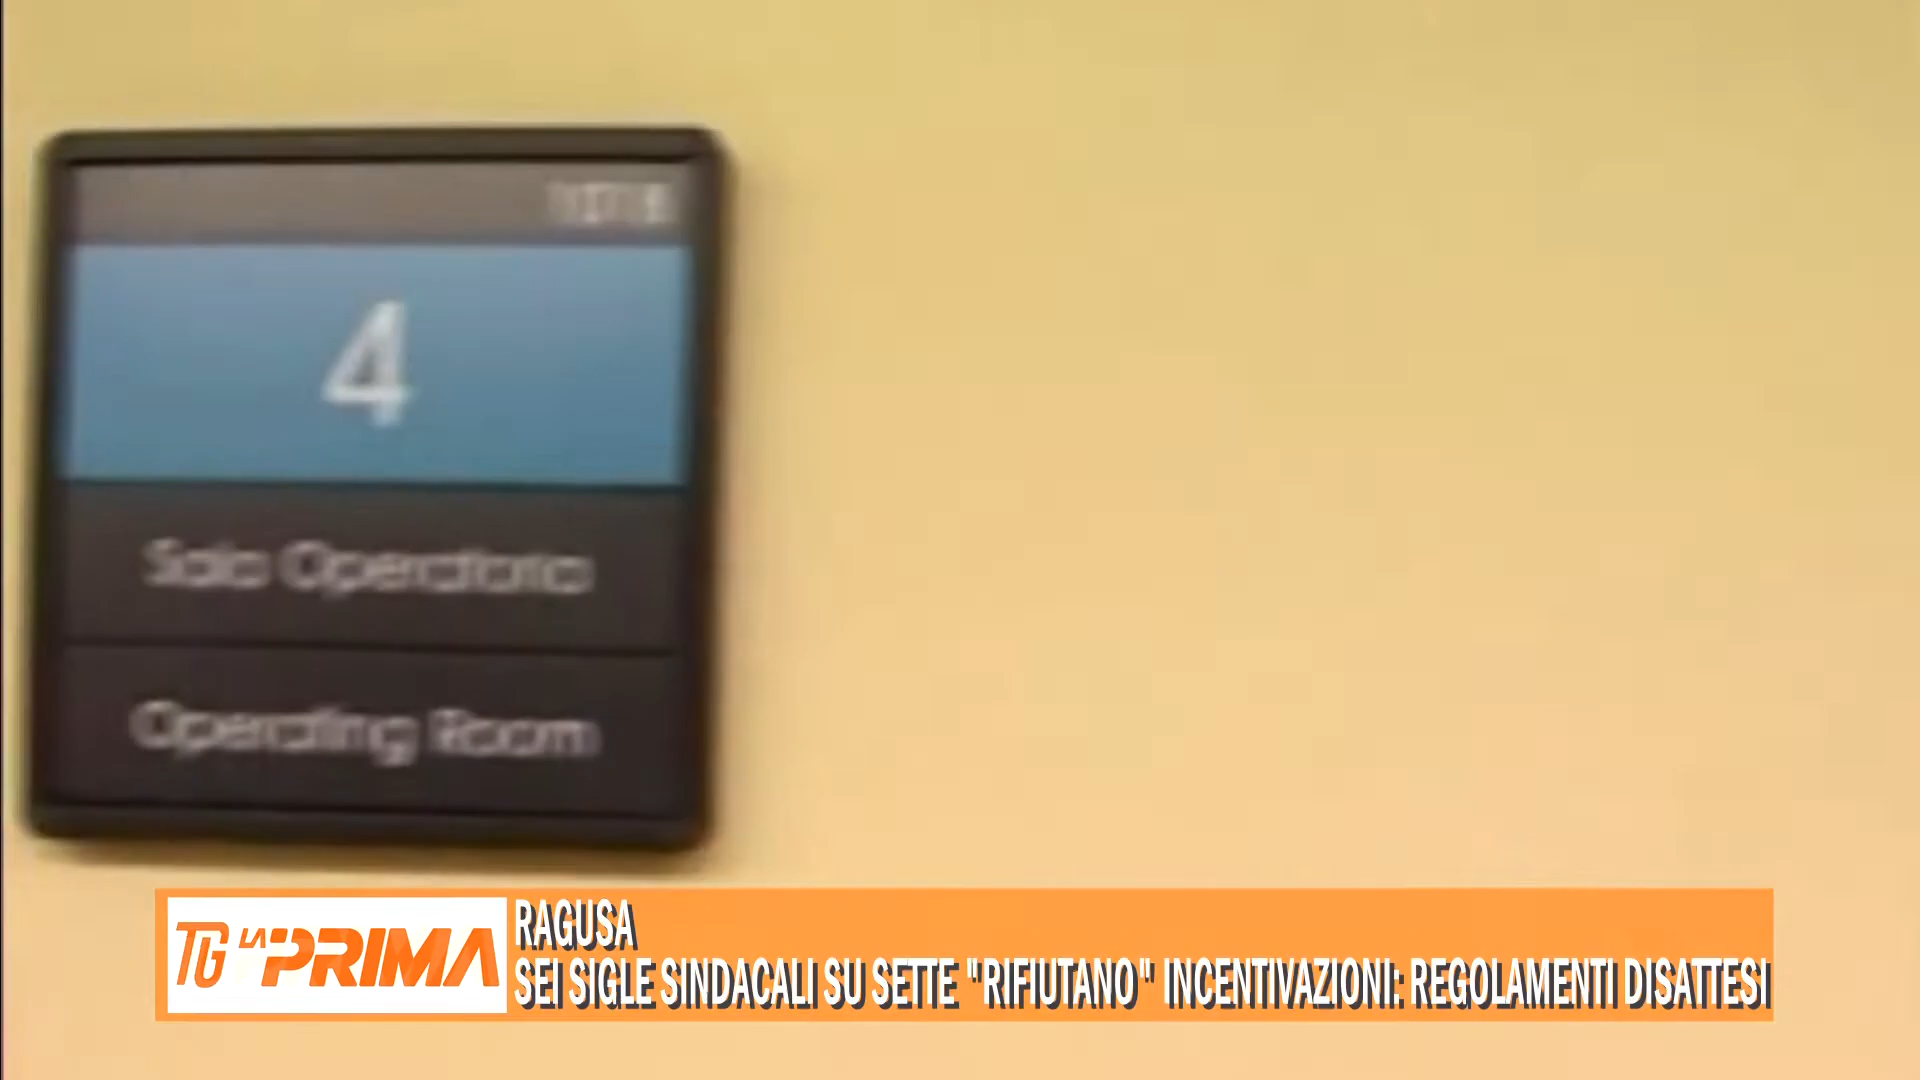 4
Sala Operatoria
Operating Room
TG LA PRIMA
RAGUSA
SEI SIGLE SINDACALI SU SETTE "RIFIUTANO" INCENTIVAZIONI: REGOLAMENTI DISATTESI